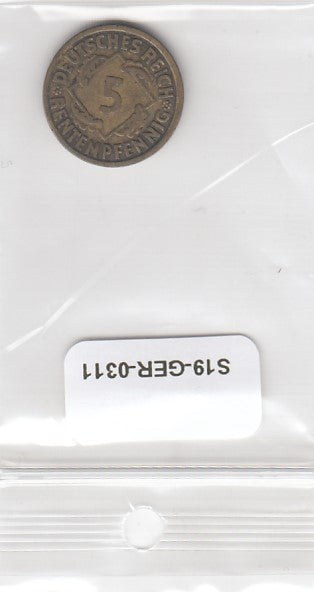 DEUTSCHES REICH
5
RENTENPFENNIG
S19-GER-0311